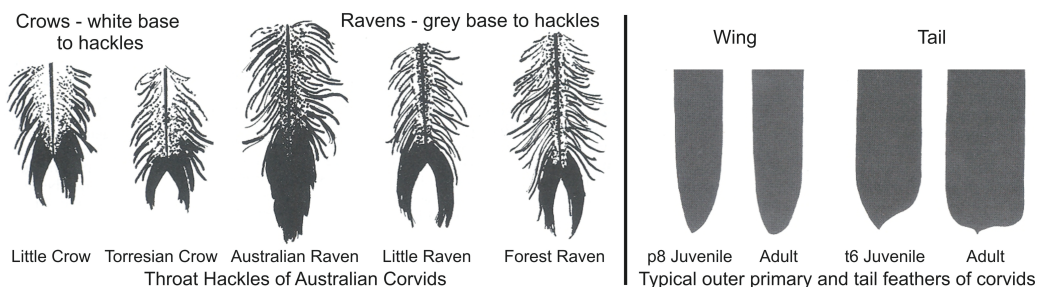 Crows - white base
to hackles
Ravens - grey base to hackles
Little Crow
Torresian Crow
Australian Raven
Little Raven
Forest Raven
Throat Hackles of Australian Corvids
Wing
Tail
p8 Juvenile
Adult
t6 Juvenile
Adult
Typical outer primary and tail feathers of corvids